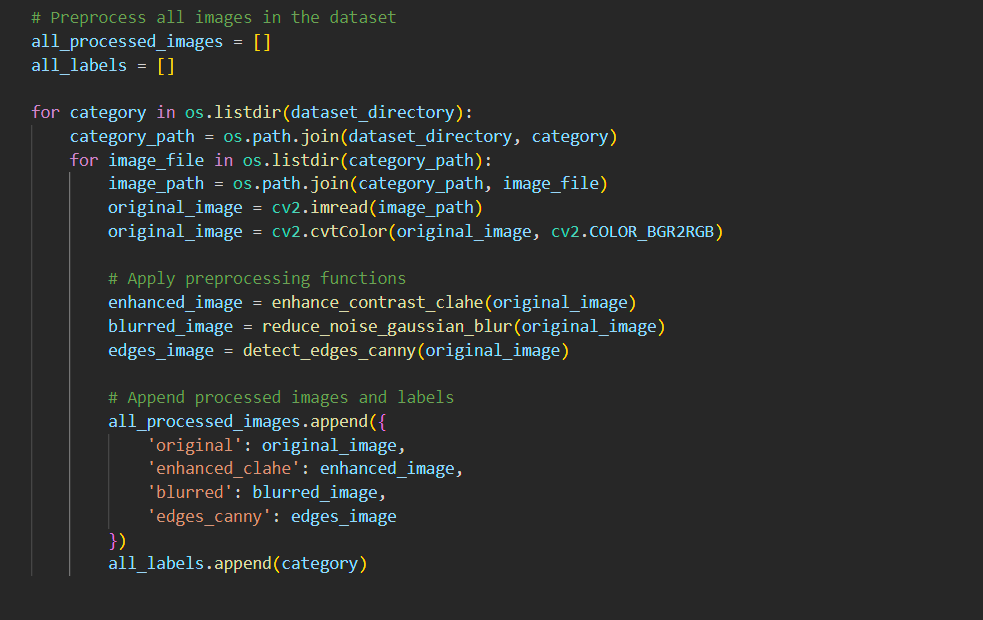 # Preprocess all images in the dataset
all_processed_images = []
all_labels = []

for category in os.listdir(dataset_directory):
    category_path = os.path.join(dataset_directory, category)
    for image_file in os.listdir(category_path):
        image_path = os.path.join(category_path, image_file)
        original_image = cv2.imread(image_path)
        original_image = cv2.cvtColor(original_image, cv2.COLOR_BGR2RGB)

        # Apply preprocessing functions
        enhanced_image = enhance_contrast_clahe(original_image)
        blurred_image = reduce_noise_gaussian_blur(original_image)
        edges_image = detect_edges_canny(original_image)

        # Append processed images and labels
        all_processed_images.append({
            'original': original_image,
            'enhanced_clahe': enhanced_image,
            'blurred': blurred_image,
            'edges_canny': edges_image
        })
        all_labels.append(category)